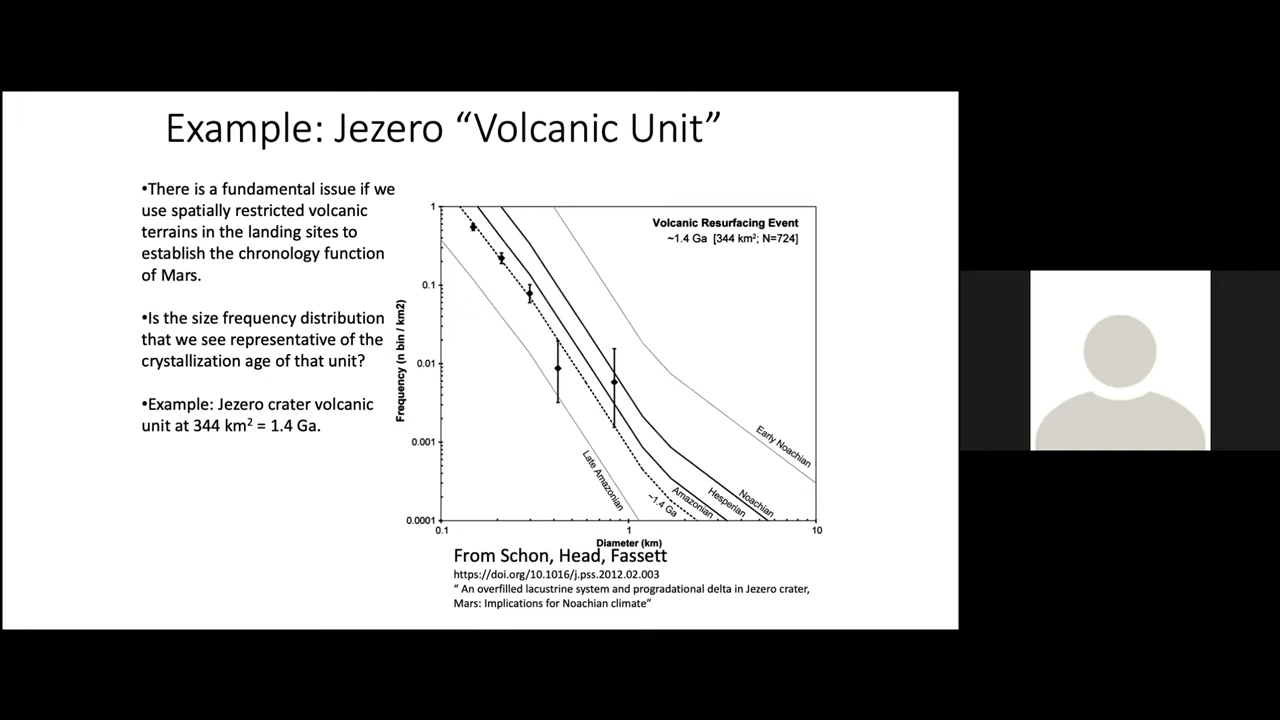 Example: Jezero “Volcanic Unit”
•There is a fundamental issue if we
use spatially restricted volcanic
terrains in the landing sites to
establish the chronology function
of Mars.
•Is the size frequency distribution
that we see representative of the
crystallization age of that unit?
•Example: Jezero crater volcanic
unit at 344 km² = 1.4 Ga.
Volcanic Resurfacing Event
~1.4 Ga [344 km²; N=724]
Frequency (n bin / km2)
1
0.1
0.01
0.001
0.0001
Early Noachian
Noachian
Hesperian
Amazonian
~1.4 Ga
Late Amazonian
0.1
1
10
Diameter (km)
From Schon, Head, Fassett
https://doi.org/10.1016/j.pss.2012.02.003
“ An overfilled lacustrine system and progradational delta in Jezero crater,
Mars: Implications for Noachian climate”